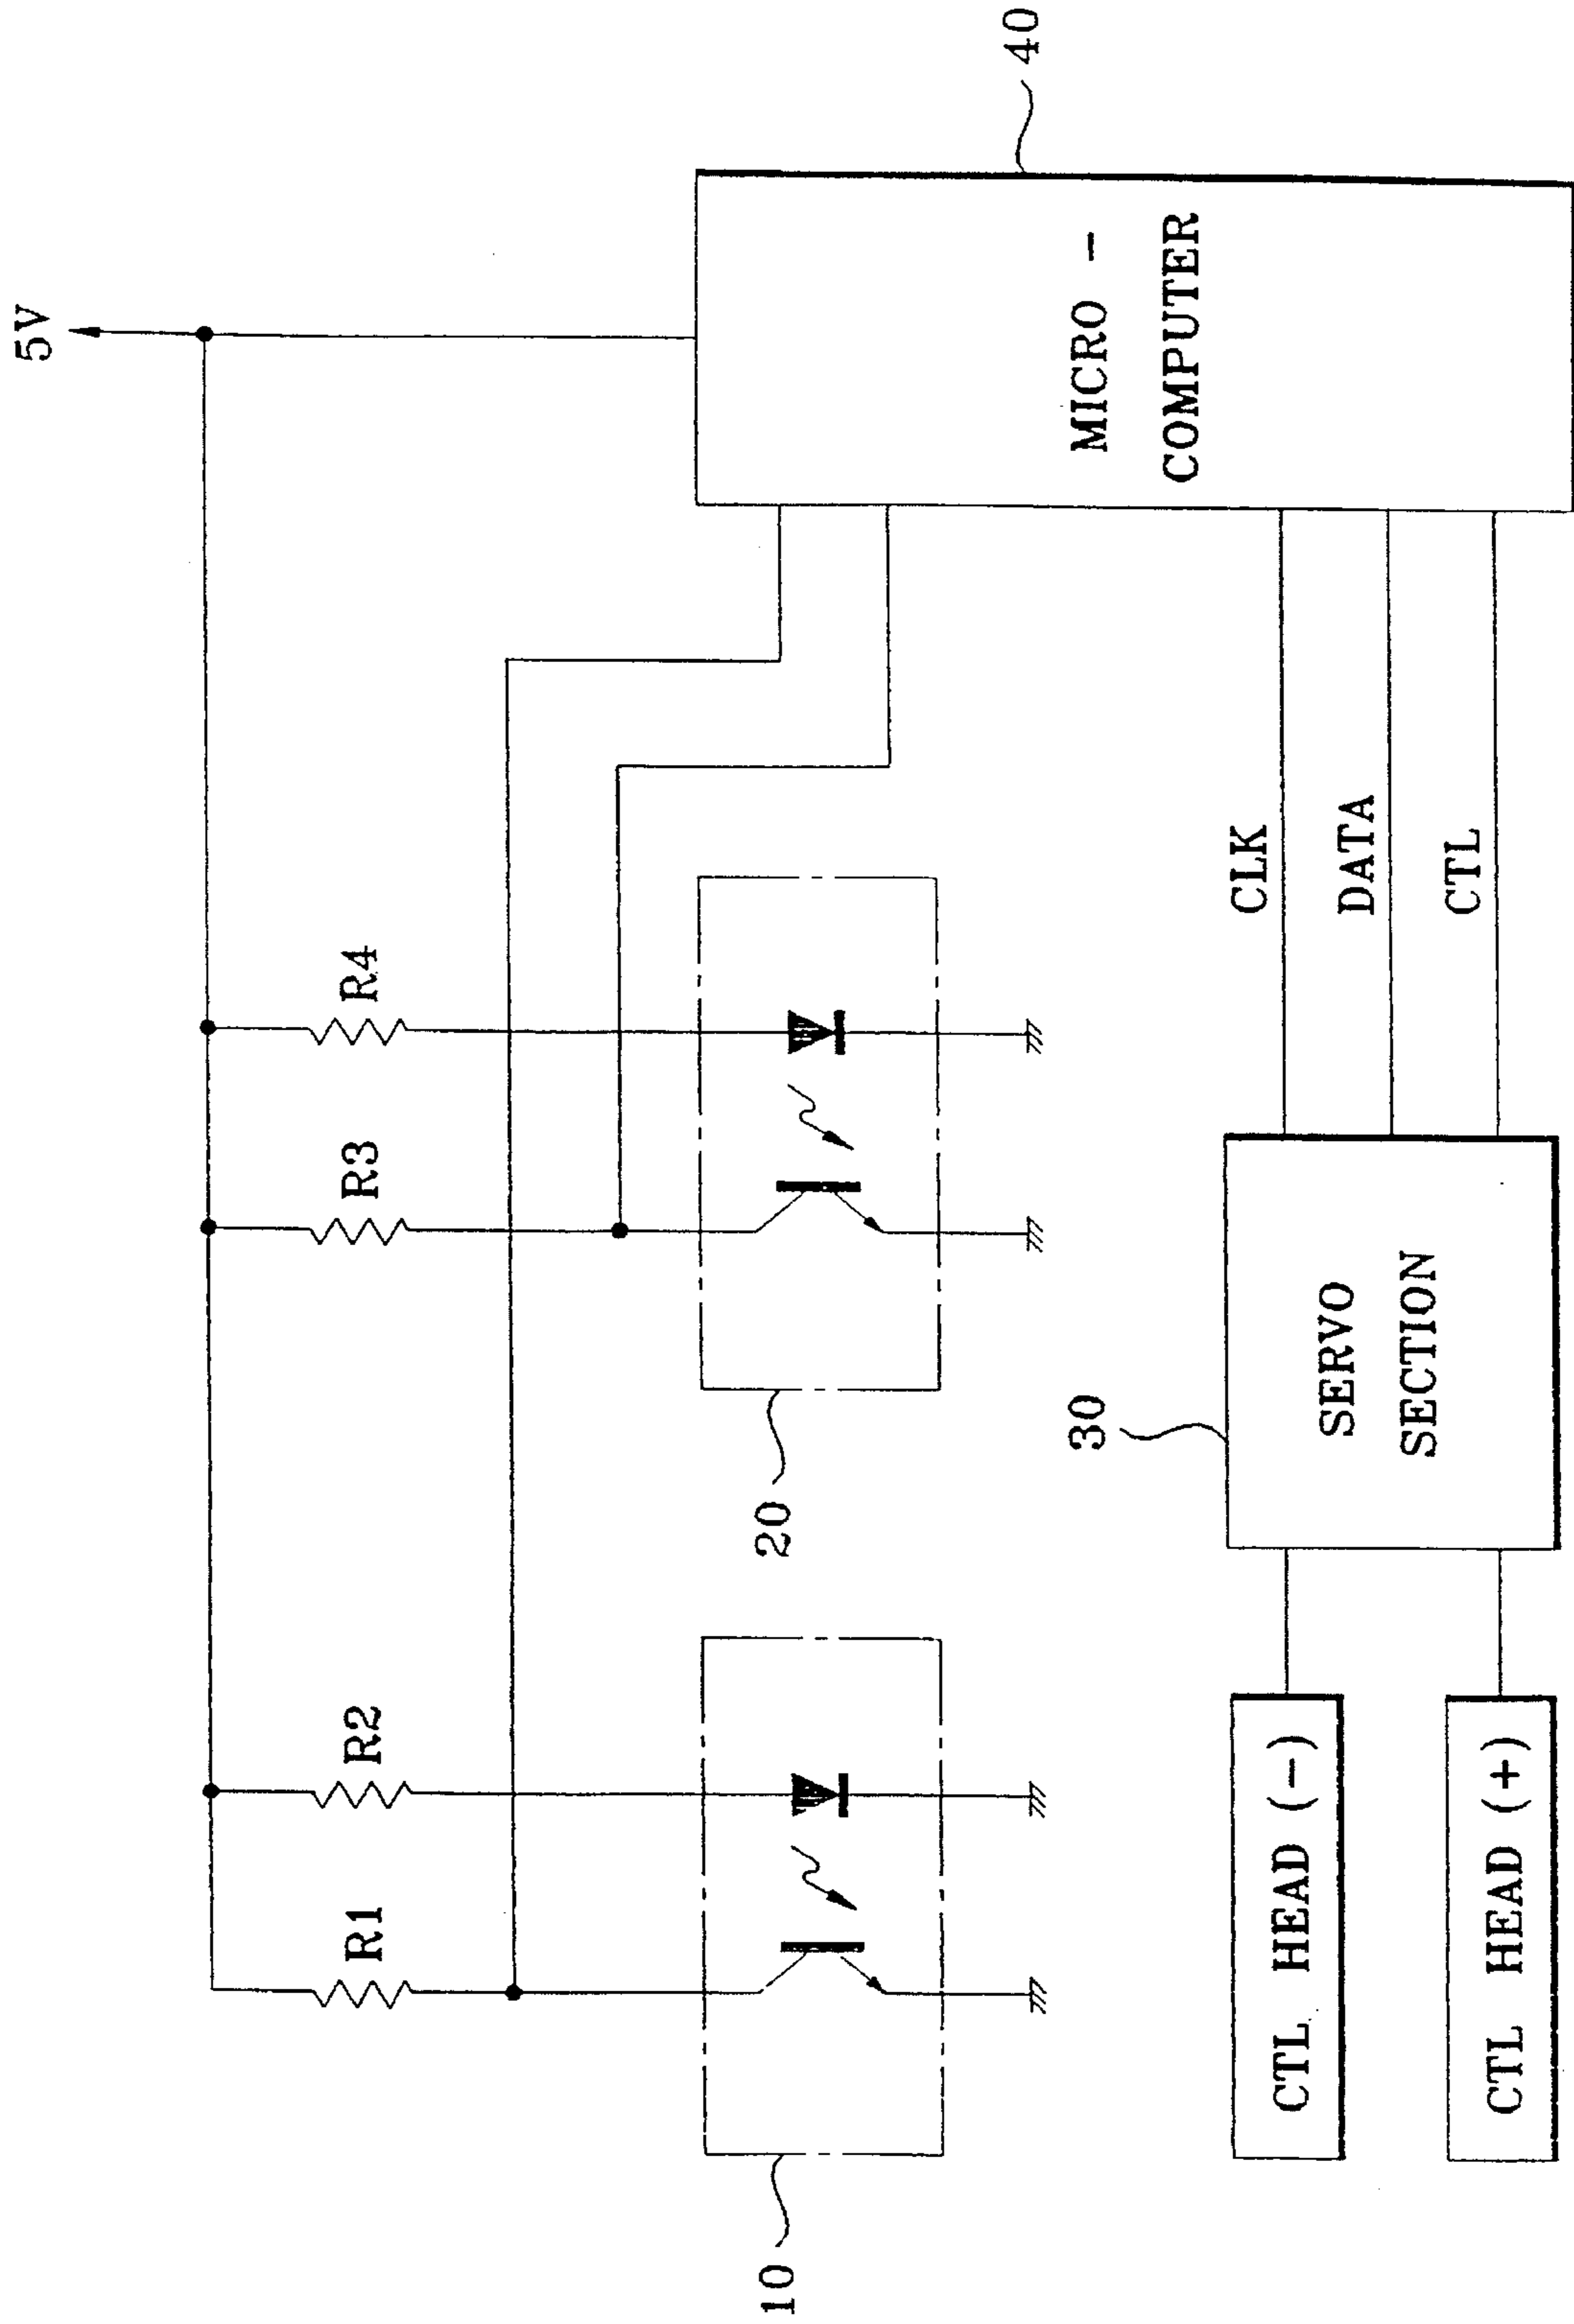 5V
R1
R2
R3
R4
10
20
30
40
MICRO -
COMPUTER
CLK
DATA
CTL
SERVO
SECTION
CTL HEAD (-)
CTL HEAD (+)